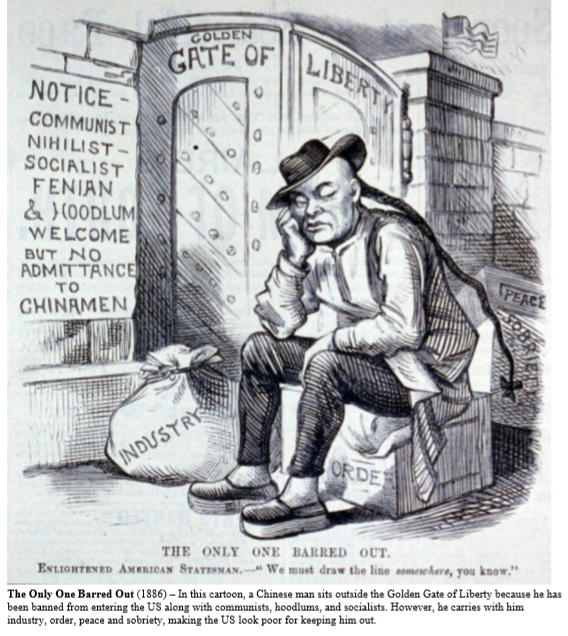 GOLDEN
GATE OF
LIBERTY
NOTICE -
COMMUNIST
NIHILIST -
SOCIALIST
FENIAN
& HOODLUM
WELCOME
BUT NO
ADMITTANCE
TO
CHINAMEN
PEACE
SOBRIETY
INDUSTRY
ORDER
THE ONLY ONE BARRED OUT.
ENLIGHTENED AMERICAN STATESMAN.—"We must draw the line somewhere, you know."
The Only One Barred Out (1886) – In this cartoon, a Chinese man sits outside the Golden Gate of Liberty because he has
been banned from entering the US along with communists, hoodlums, and socialists. However, he carries with him
industry, order, peace and sobriety, making the US look poor for keeping him out.